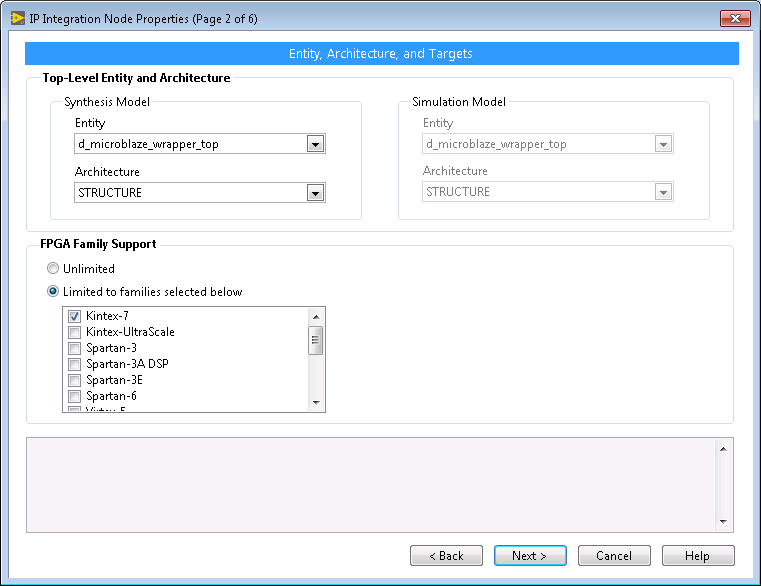 IP Integration Node Properties (Page 2 of 6)
Entity, Architecture, and Targets
Top-Level Entity and Architecture
Synthesis Model
Entity
d_microblaze_wrapper_top
Architecture
STRUCTURE
Simulation Model
Entity
d_microblaze_wrapper_top
Architecture
STRUCTURE
FPGA Family Support
Unlimited
Limited to families selected below
Kintex-7
Kintex-UltraScale
Spartan-3
Spartan-3A DSP
Spartan-3E
Spartan-6
< Back
Next >
Cancel
Help